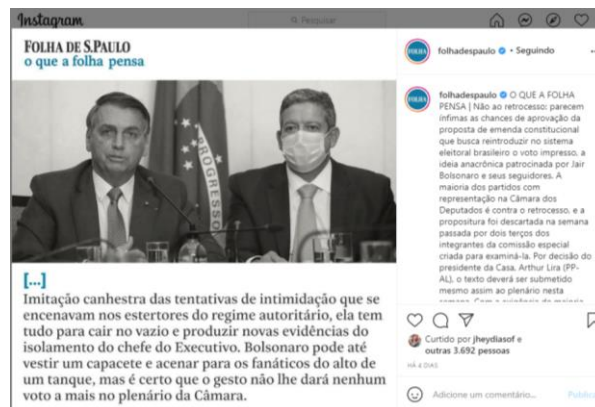 Instagram
Pesquisar
FOLHA DE S.PAULO
o que a folha pensa
PROGRESSO
[...]
Imitação canhestra das tentativas de intimidação que se
encenavam nos estertores do regime autoritário, ela tem
tudo para cair no vazio e produzir novas evidências do
isolamento do chefe do Executivo. Bolsonaro pode até
vestir um capacete e acenar para os fanáticos do alto de
um tanque, mas é certo que o gesto não lhe dará nenhum
voto a mais no plenário da Câmara.
FOLHA
folhadespaulo • Seguindo
FOLHA
folhadespaulo O QUE A FOLHA
PENSA | Não ao retrocesso: parecem
ínfimas as chances de aprovação da
proposta de emenda constitucional
que busca reintroduzir no sistema
eleitoral brasileiro o voto impresso, a
ideia anacrônica patrocinada por Jair
Bolsonaro e seus seguidores. A
maioria dos partidos com
representação na Câmara dos
Deputados é contra o retrocesso, e a
propositura foi descartada na semana
passada por dois terços dos
integrantes da comissão especial
criada para examiná-la. Por decisão do
presidente da Casa, Arthur Lira (PP-
AL), o texto deverá ser submetido
mesmo assim ao plenário nesta
Curtido por jheydiasof e
outras 3.692 pessoas
HÁ 4 DIAS
Adicione um comentário...
Publicar